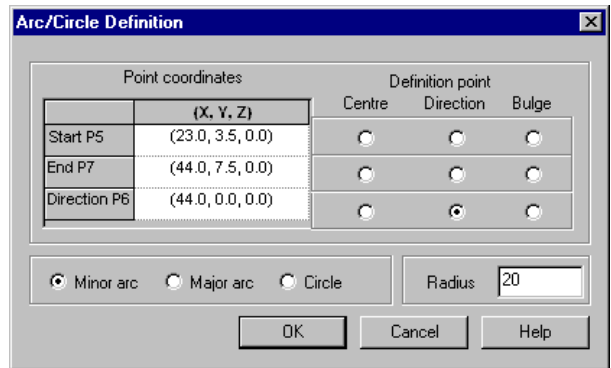 Arc/Circle Definition
Point coordinates
Definition point
(X, Y, Z)
Centre Direction Bulge
Start P5 (23.0, 3.5, 0.0)
End P7 (44.0, 7.5, 0.0)
Direction P6 (44.0, 0.0, 0.0)
Minor arc Major arc Circle Radius 20
OK Cancel Help